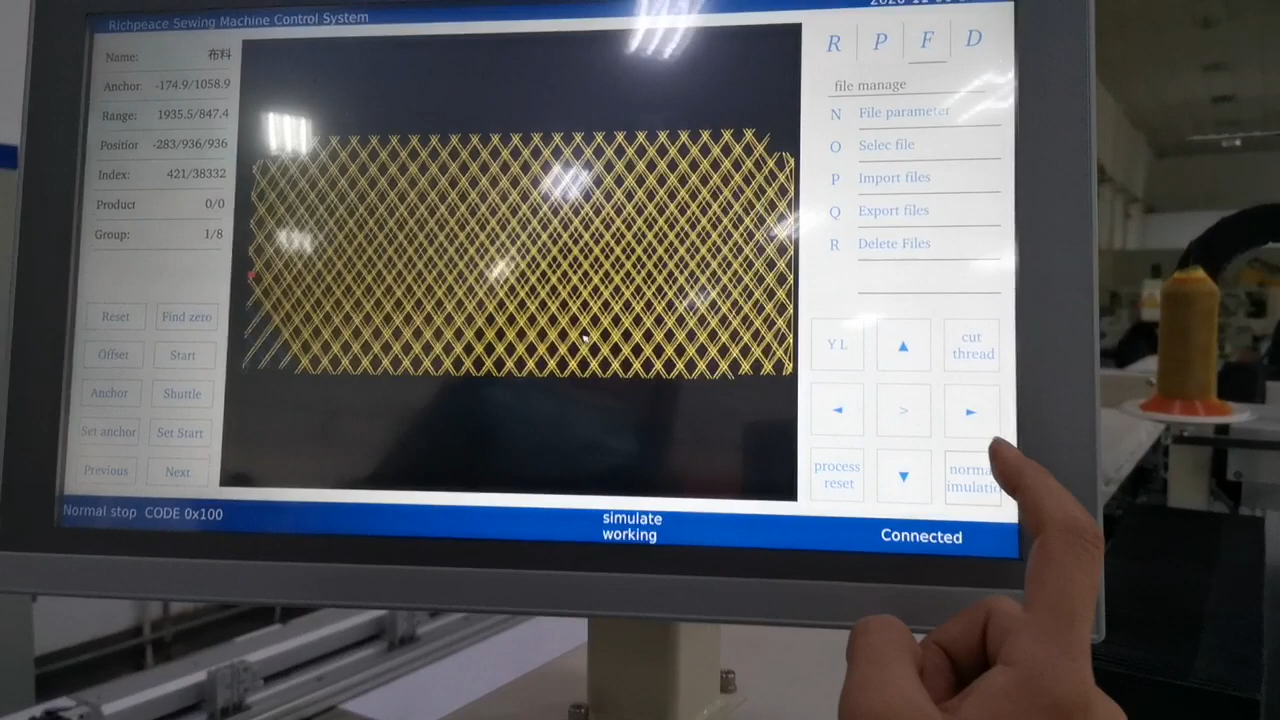 Richpeace Sewing Machine Control System
Name: 布料
Anchor: -174.9/1058.9
Range: 1935.5/847.4
Positior -283/936/936
Index: 421/38332
Product 0/0
Group: 1/8
Reset Find zero
Offset Start
Anchor Shuttle
Set anchor Set Start
Previous Next
R P F D
file manage
N File parameter
O Selec file
P Import files
Q Export files
R Delete Files
Y L ▲ cut thread
◄ > ►
process reset ▼ norma imulatio
Normal stop CODE 0x100
simulate
working
Connected